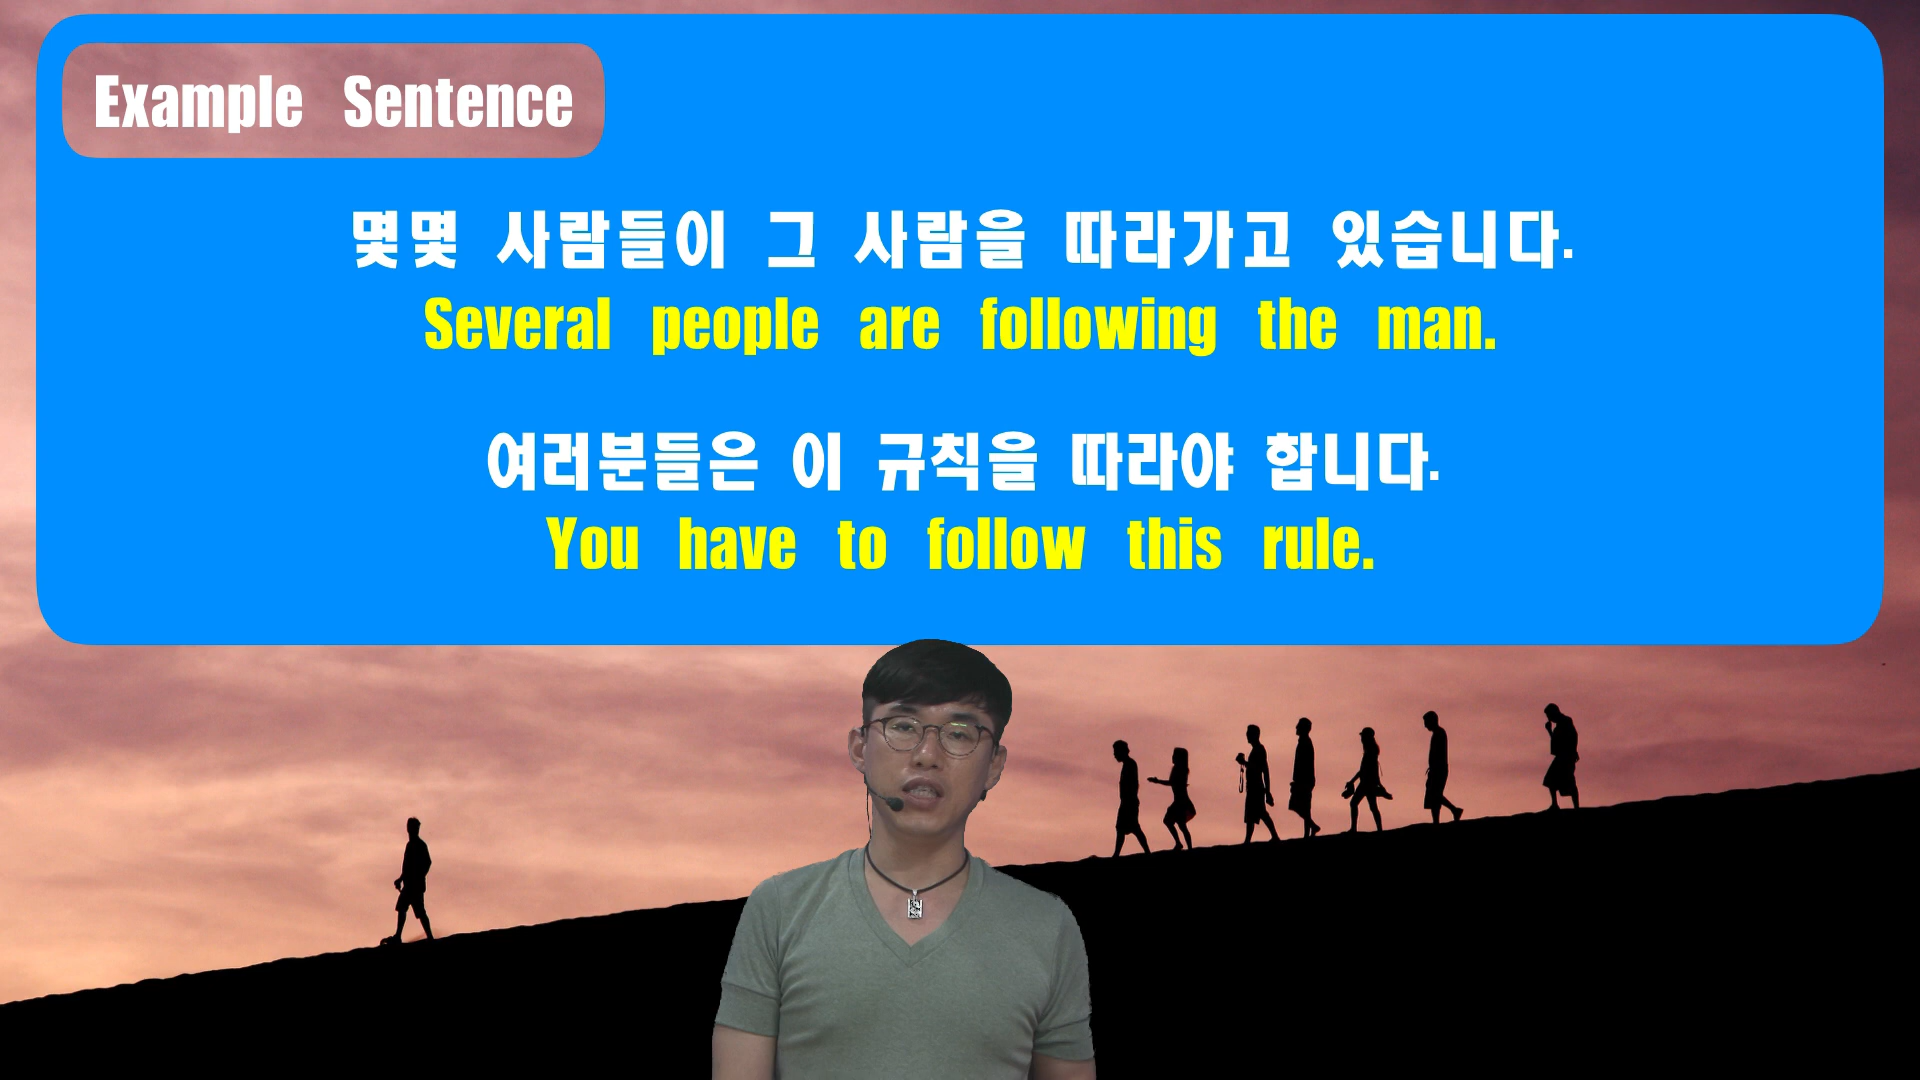 Example Sentence
몇몇 사람들이 그 사람을 따라가고 있습니다.
Several people are following the man.
여러분들은 이 규칙을 따라야 합니다.
You have to follow this rule.